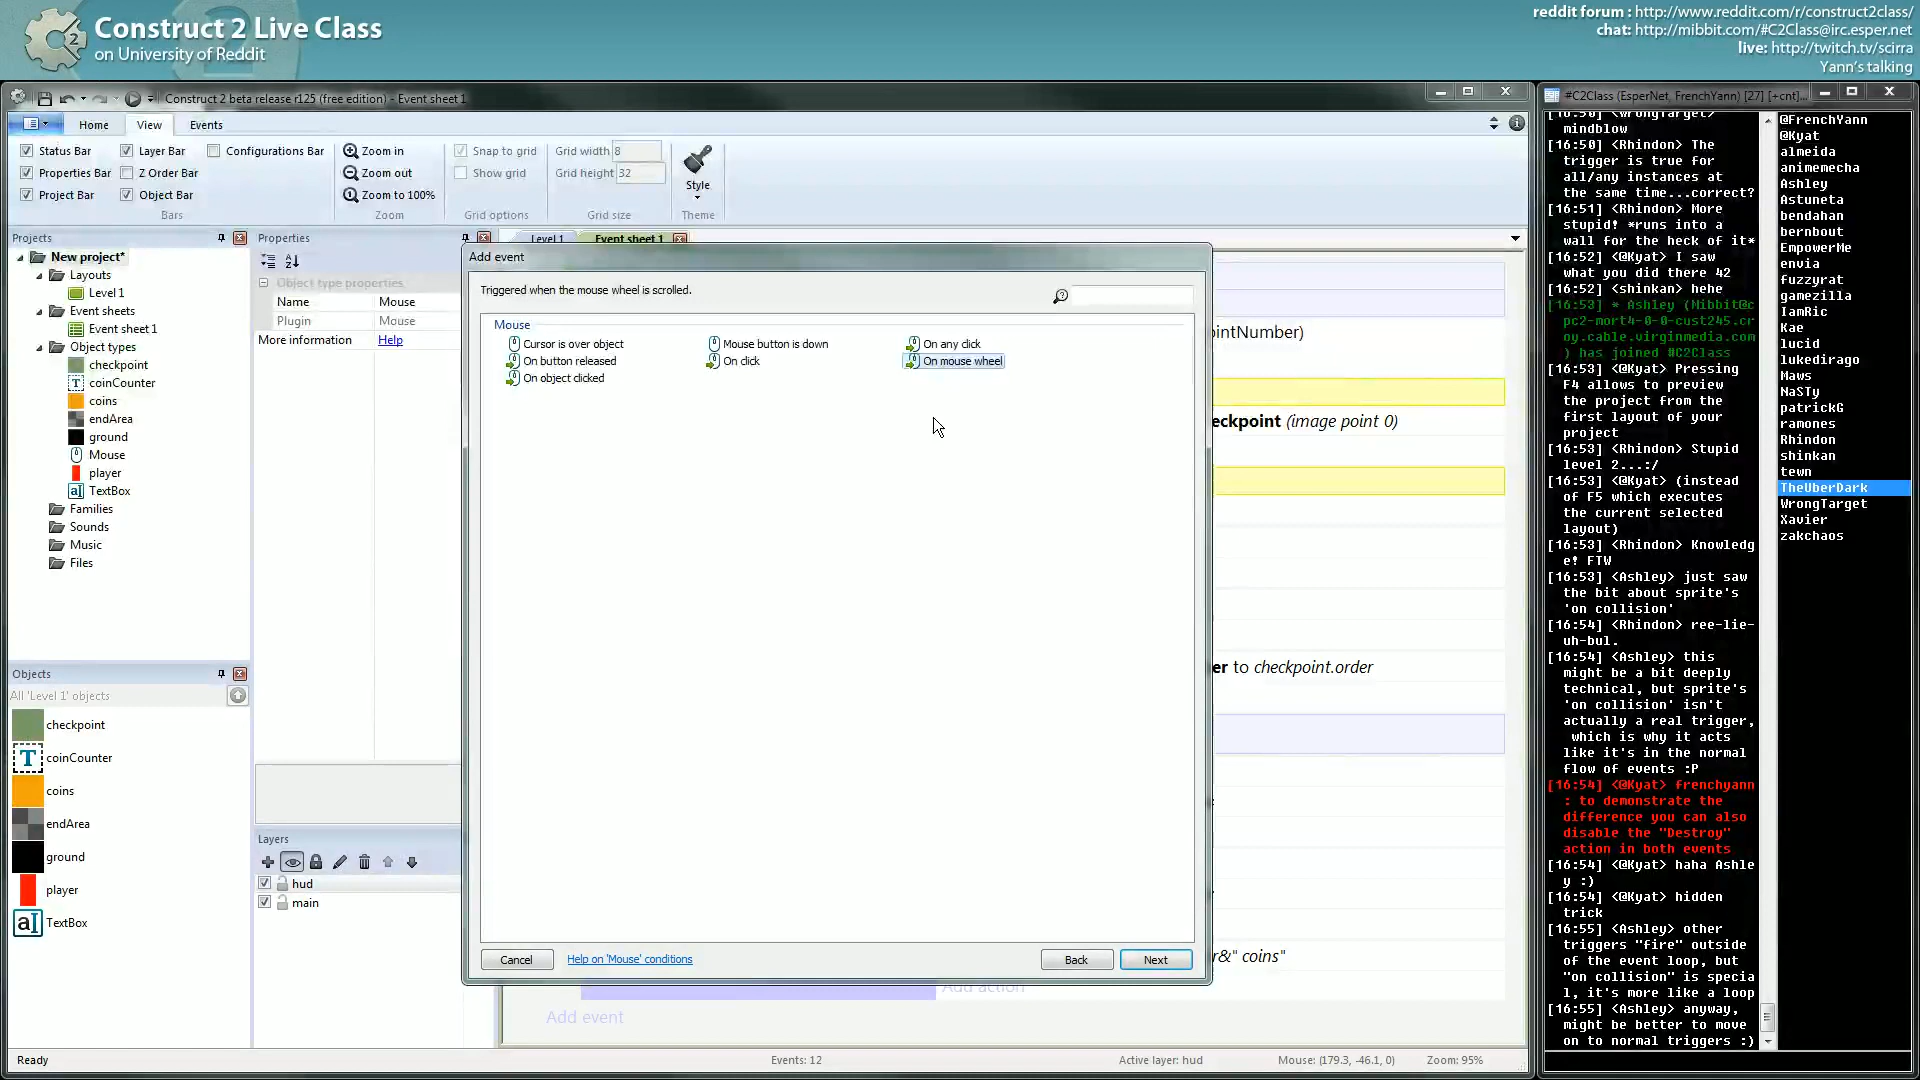 Construct 2 Live Class
on University of Reddit
reddit forum : http://www.reddit.com/r/construct2class/
chat: http://mibbit.com/#C2Class@irc.esper.net
live: http://twitch.tv/scirra
Yann's talking
Construct 2 beta release r125 (free edition) - Event sheet 1
Home View Events
Status Bar Layer Bar Configurations Bar
Properties Bar Z Order Bar
Project Bar Object Bar
Bars
Zoom in
Zoom out
Zoom to 100%
Zoom
Snap to grid
Show grid
Grid options
Grid width 8
Grid height 32
Grid size
Style
Theme
Projects
New project*
Layouts
Level 1
Event sheets
Event sheet 1
Object types
checkpoint
coinCounter
coins
endArea
ground
Mouse
player
TextBox
Families
Sounds
Music
Files
Properties
Object type properties
Name Mouse
Plugin Mouse
More information Help
Level 1 Event sheet 1
Add event
Triggered when the mouse wheel is scrolled.
Mouse
Cursor is over object Mouse button is down On any click
On button released On click On mouse wheel
On object clicked
Cancel Help on 'Mouse' conditions Back Next
ointNumber)
eckpoint (image point 0)
er to checkpoint.order
r&" coins"
Add action
Add event
Objects
All 'Level 1' objects
checkpoint
coinCounter
coins
endArea
ground
player
TextBox
Layers
hud
main
Ready Events: 12 Active layer: hud Mouse: (179.3, -46.1, 0) Zoom: 95%
#C2Class (EsperNet, FrenchYann) [27] [+cnt]...
[16:50] <wrongTarget>
mindblow
[16:50] <Rhindon> The
trigger is true for
all/any instances at
the same time...correct?
[16:51] <Rhindon> More
stupid! *runs into a
wall for the heck of it*
[16:52] <@Kyat> I saw
what you did there 42
[16:52] <shinkan> hehe
[16:53] * Ashley (Mibbit@c
pc2-mort4-0-0-cust245.cr
oy.cable.virginmedia.com
) has joined #C2Class
[16:53] <@Kyat> Pressing
F4 allows to preview
the project from the
first layout of your
project
[16:53] <Rhindon> Stupid
level 2...:/
[16:53] <@Kyat> (instead
of F5 which executes
the current selected
layout)
[16:53] <Rhindon> Knowledg
e! FTW
[16:53] <Ashley> just saw
the bit about sprite's
'on collision'
[16:54] <Rhindon> ree-lie-
uh-bul.
[16:54] <Ashley> this
might be a bit deeply
technical, but sprite's
'on collision' isn't
actually a real trigger,
which is why it acts
like it's in the normal
flow of events :P
[16:54] <@Kyat> frenchyann
: to demonstrate the
difference you can also
disable the "Destroy"
action in both events
[16:54] <@Kyat> haha Ashle
y :)
[16:54] <@Kyat> hidden
trick
[16:55] <Ashley> other
triggers "fire" outside
of the event loop, but
"on collision" is specia
l, it's more like a loop
[16:55] <Ashley> anyway,
might be better to move
on to normal triggers :)
@FrenchYann
@Kyat
almeida
animemecha
Ashley
Astuneta
bendahan
bernbout
EmpowerMe
envia
fuzzyrat
gamezilla
IamRic
Kae
lucid
lukedirago
Maws
NaSTy
patrickG
ramones
Rhindon
shinkan
tewn
TheUberDark
WrongTarget
Xavier
zakchaos